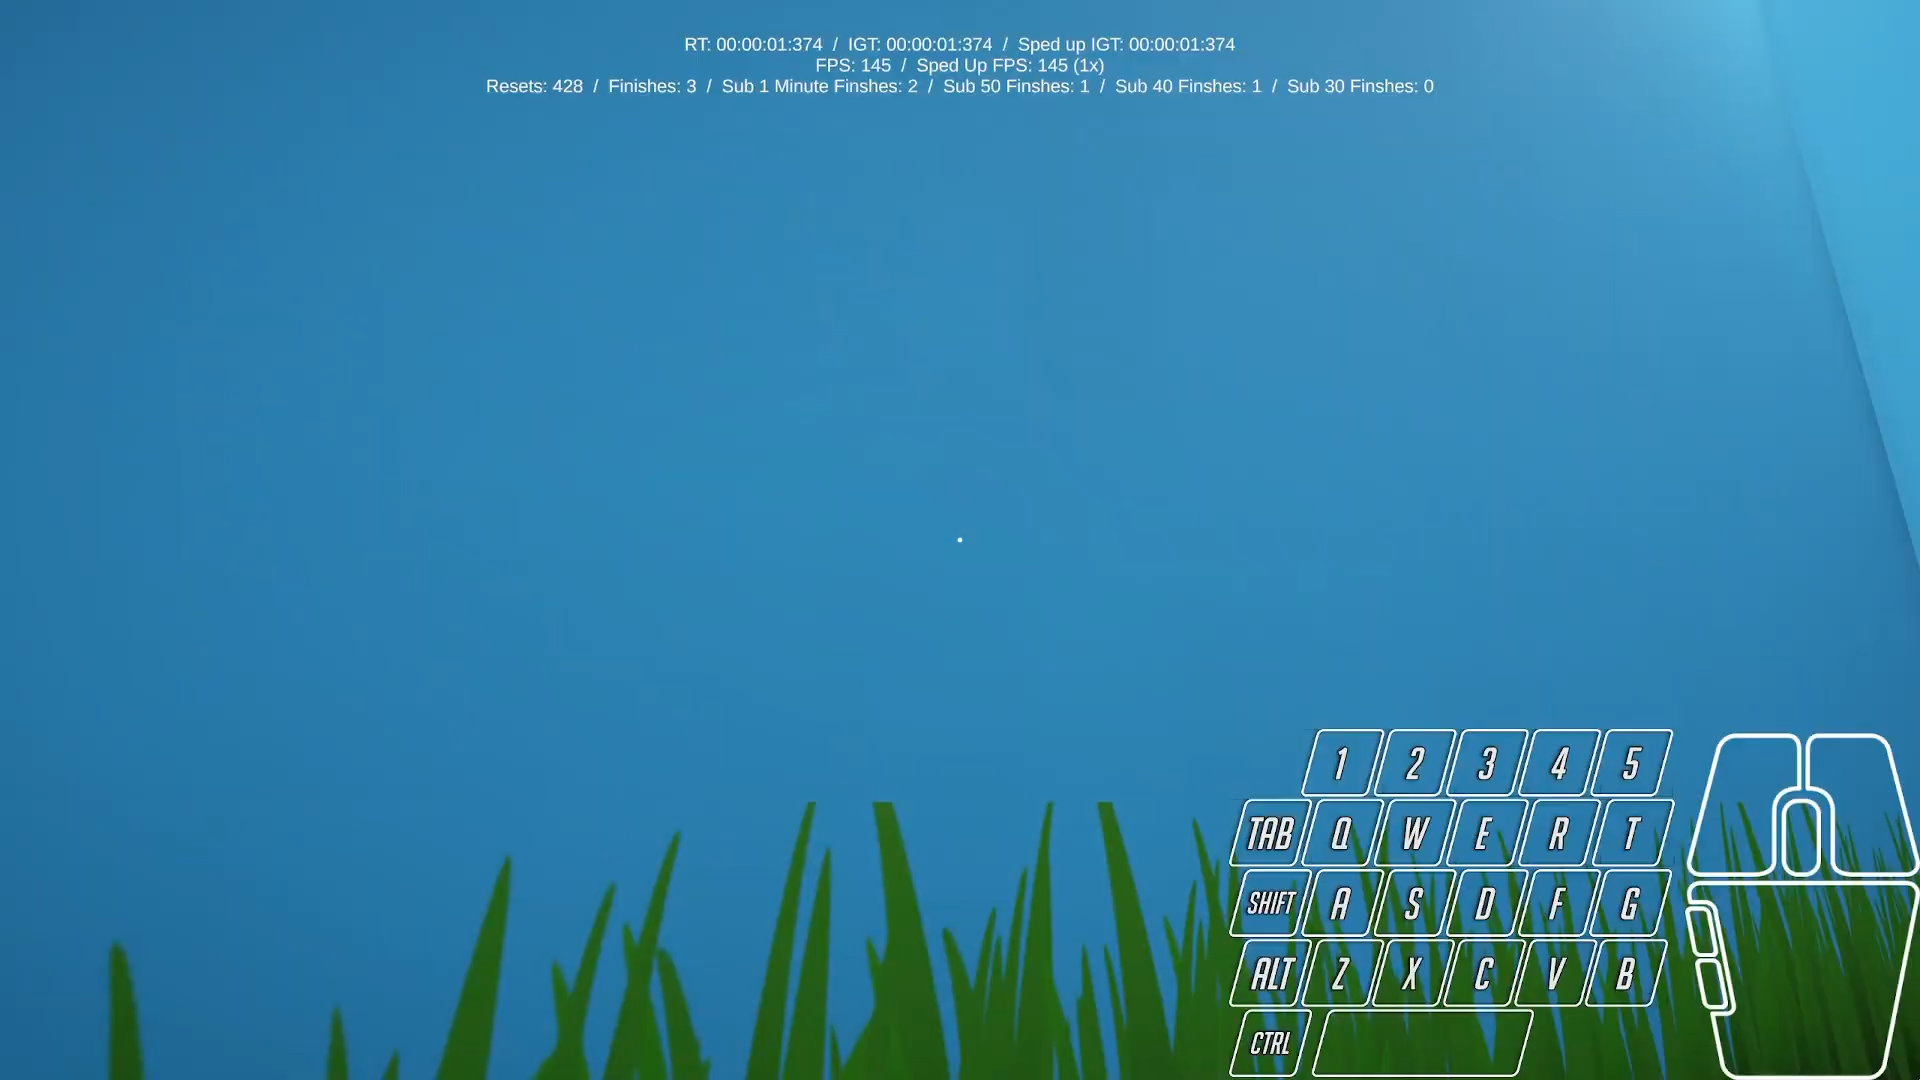 RT: 00:00:01:374 / IGT: 00:00:01:374 / Sped up IGT: 00:00:01:374
FPS: 145 / Sped Up FPS: 145 (1x)
Resets: 428 / Finishes: 3 / Sub 1 Minute Finshes: 2 / Sub 50 Finshes: 1 / Sub 40 Finshes: 1 / Sub 30 Finshes: 0
1 2 3 4 5
TAB Q W E R T
SHIFT A S D F G
ALT Z X C V B
CTRL